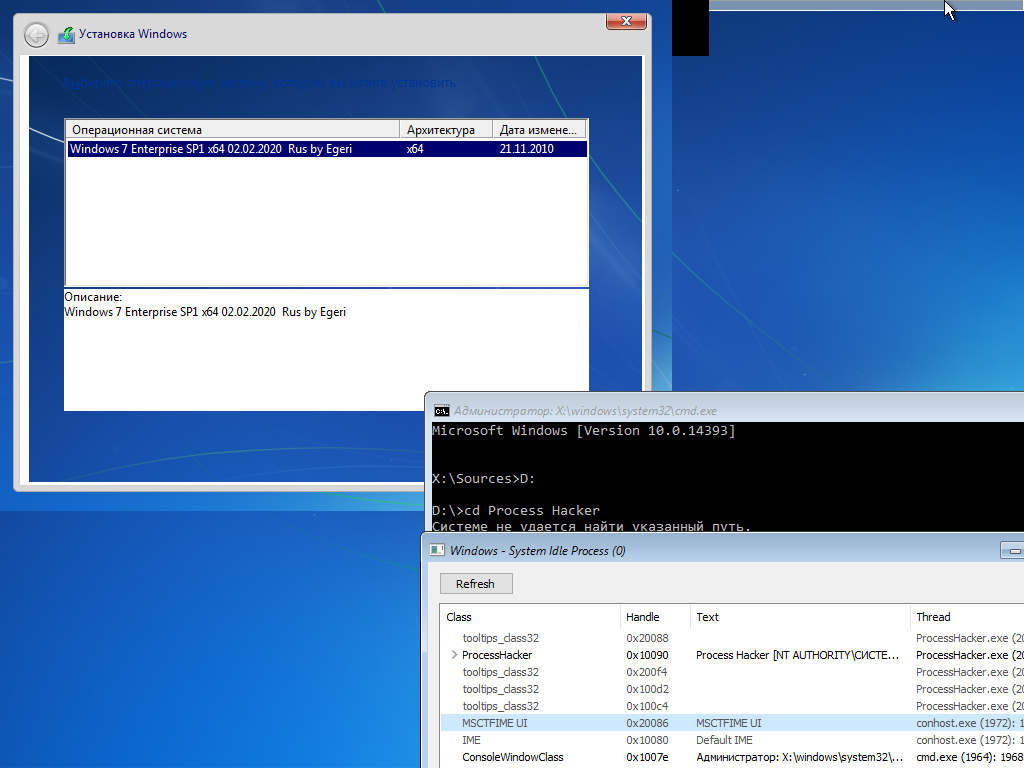 Установка Windows
Выберите операционную систему, которую вы хотите установить
Операционная система Архитектура Дата измене...
Windows 7 Enterprise SP1 x64 02.02.2020 Rus by Egeri x64 21.11.2010
Описание:
Windows 7 Enterprise SP1 x64 02.02.2020 Rus by Egeri
Администратор: X:\windows\system32\cmd.exe
Microsoft Windows [Version 10.0.14393]
X:\Sources>D:
D:\>cd Process Hacker
Системе не удается найти указанный путь.
Windows - System Idle Process (0)
Refresh
Class Handle Text Thread
tooltips_class32 0x20088 ProcessHacker.exe (20
ProcessHacker 0x10090 Process Hacker [NT AUTHORITY\СИСТЕ... ProcessHacker.exe (20
tooltips_class32 0x200f4 ProcessHacker.exe (20
tooltips_class32 0x100d2 ProcessHacker.exe (20
tooltips_class32 0x100c4 ProcessHacker.exe (20
MSCTFIME UI 0x20086 MSCTFIME UI conhost.exe (1972): 1
IME 0x10080 Default IME conhost.exe (1972): 1
ConsoleWindowClass 0x1007e Администратор: X:\windows\system32\... cmd.exe (1964): 1968